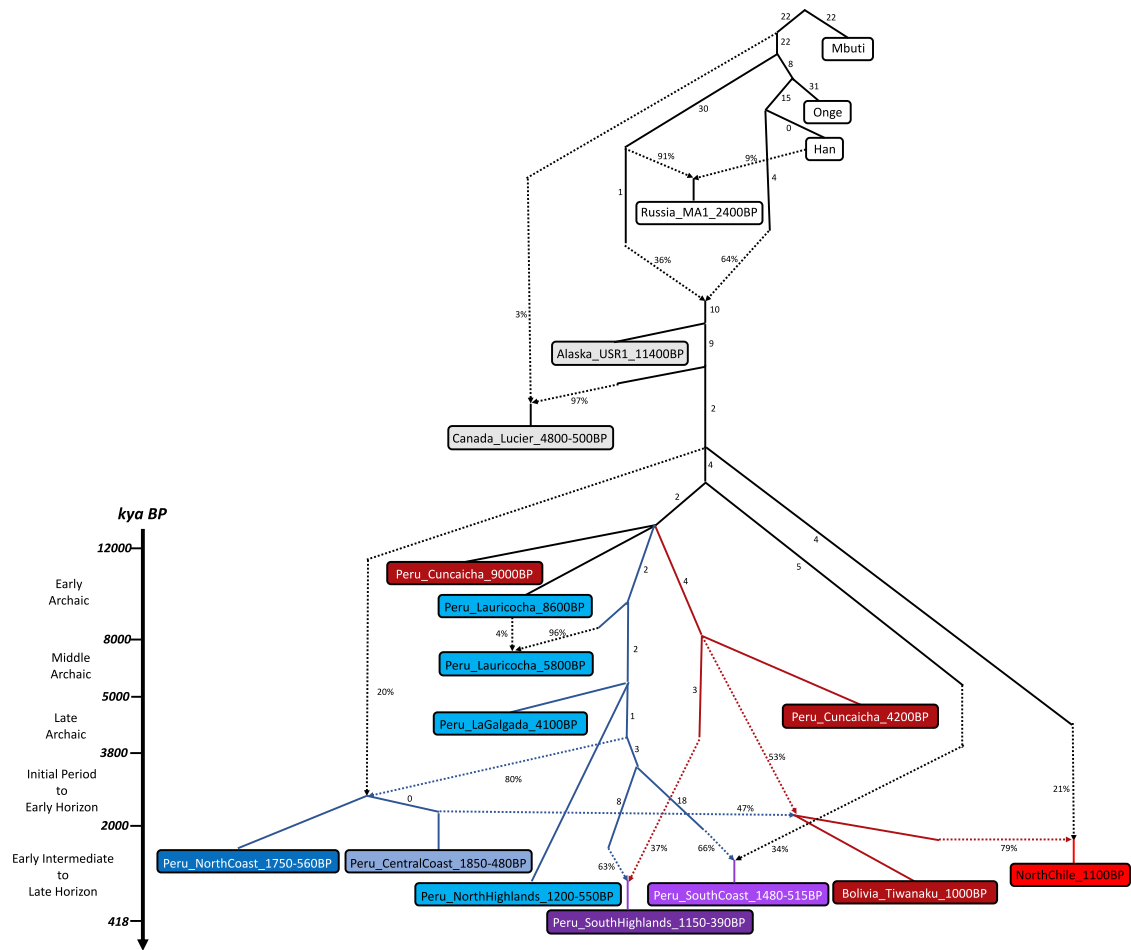 22
22
Mbuti
22
8
31
15
Onge
30
0
Han
91%
9%
1
4
Russia_MA1_2400BP
36%
64%
10
3%
9
Alaska_USR1_11400BP
97%
2
Canada_Lucier_4800-500BP
4
2
kya BP
12000
4
5
Peru_Cuncaicha_9000BP
2
4
Early
Archaic
Peru_Lauricocha_8600BP
4%
96%
8000
2
Peru_Lauricocha_5800BP
Middle
Archaic
20%
3
5000
Peru_LaGalgada_4100BP
1
Peru_Cuncaicha_4200BP
Late
Archaic
3800
3
53%
80%
Initial Period
to
Early Horizon
0
8
18
47%
21%
2000
37%
66%
34%
79%
Peru_NorthCoast_1750-560BP
Peru_CentralCoast_1850-480BP
63%
Early Intermediate
to
Late Horizon
NorthChile_1100BP
Peru_NorthHighlands_1200-550BP
Peru_SouthCoast_1480-515BP
Bolivia_Tiwanaku_1000BP
418
Peru_SouthHighlands_1150-390BP